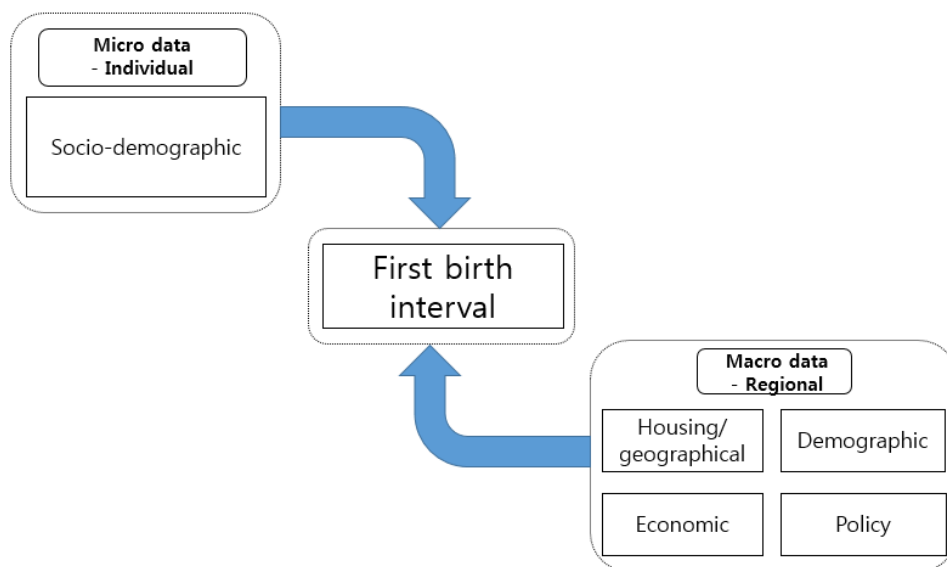 Micro data
- Individual
Socio-demographic
First birth
interval
Macro data
- Regional
Housing/
geographical
Demographic
Economic
Policy